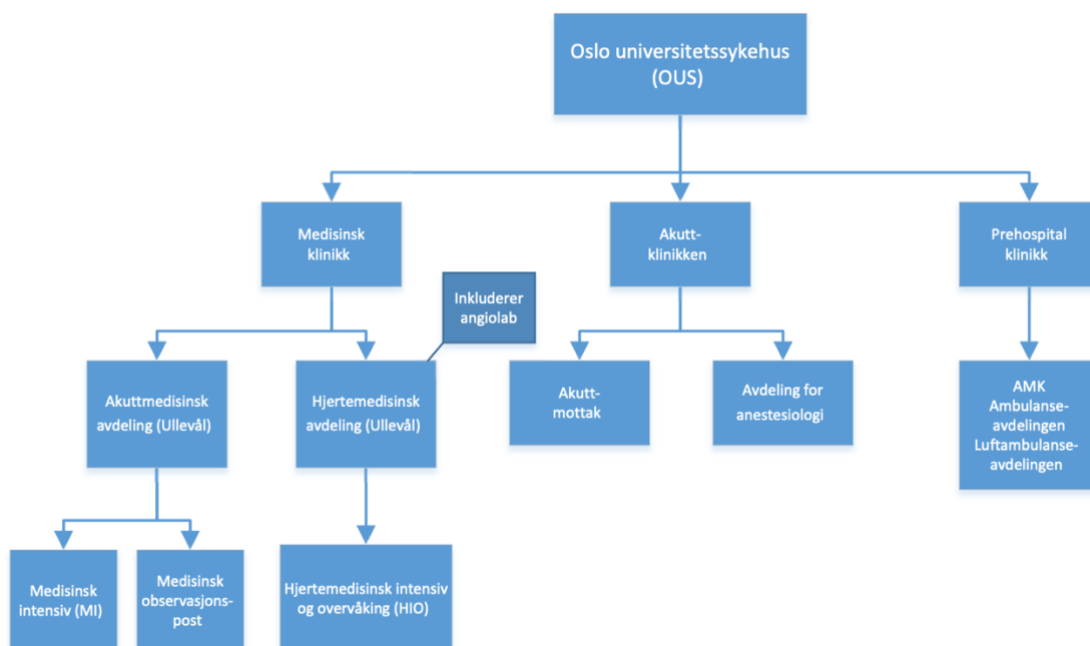 Oslo universitetssykehus
(OUS)
Medisinsk
klinikk
Akutt-
klinikken
Prehospital
klinikk
Inkluderer
angiolab
Akuttmedisinsk
avdeling (Ullevål)
Hjertemedisinsk
avdeling (Ullevål)
Akutt-
mottak
Avdeling for
anestesiologi
AMK
Ambulanse-
avdelingen
Luftambulanse-
avdelingen
Medisinsk
intensiv (MI)
Medisinsk
observasjons-
post
Hjertemedisinsk intensiv
og overvåking (HIO)